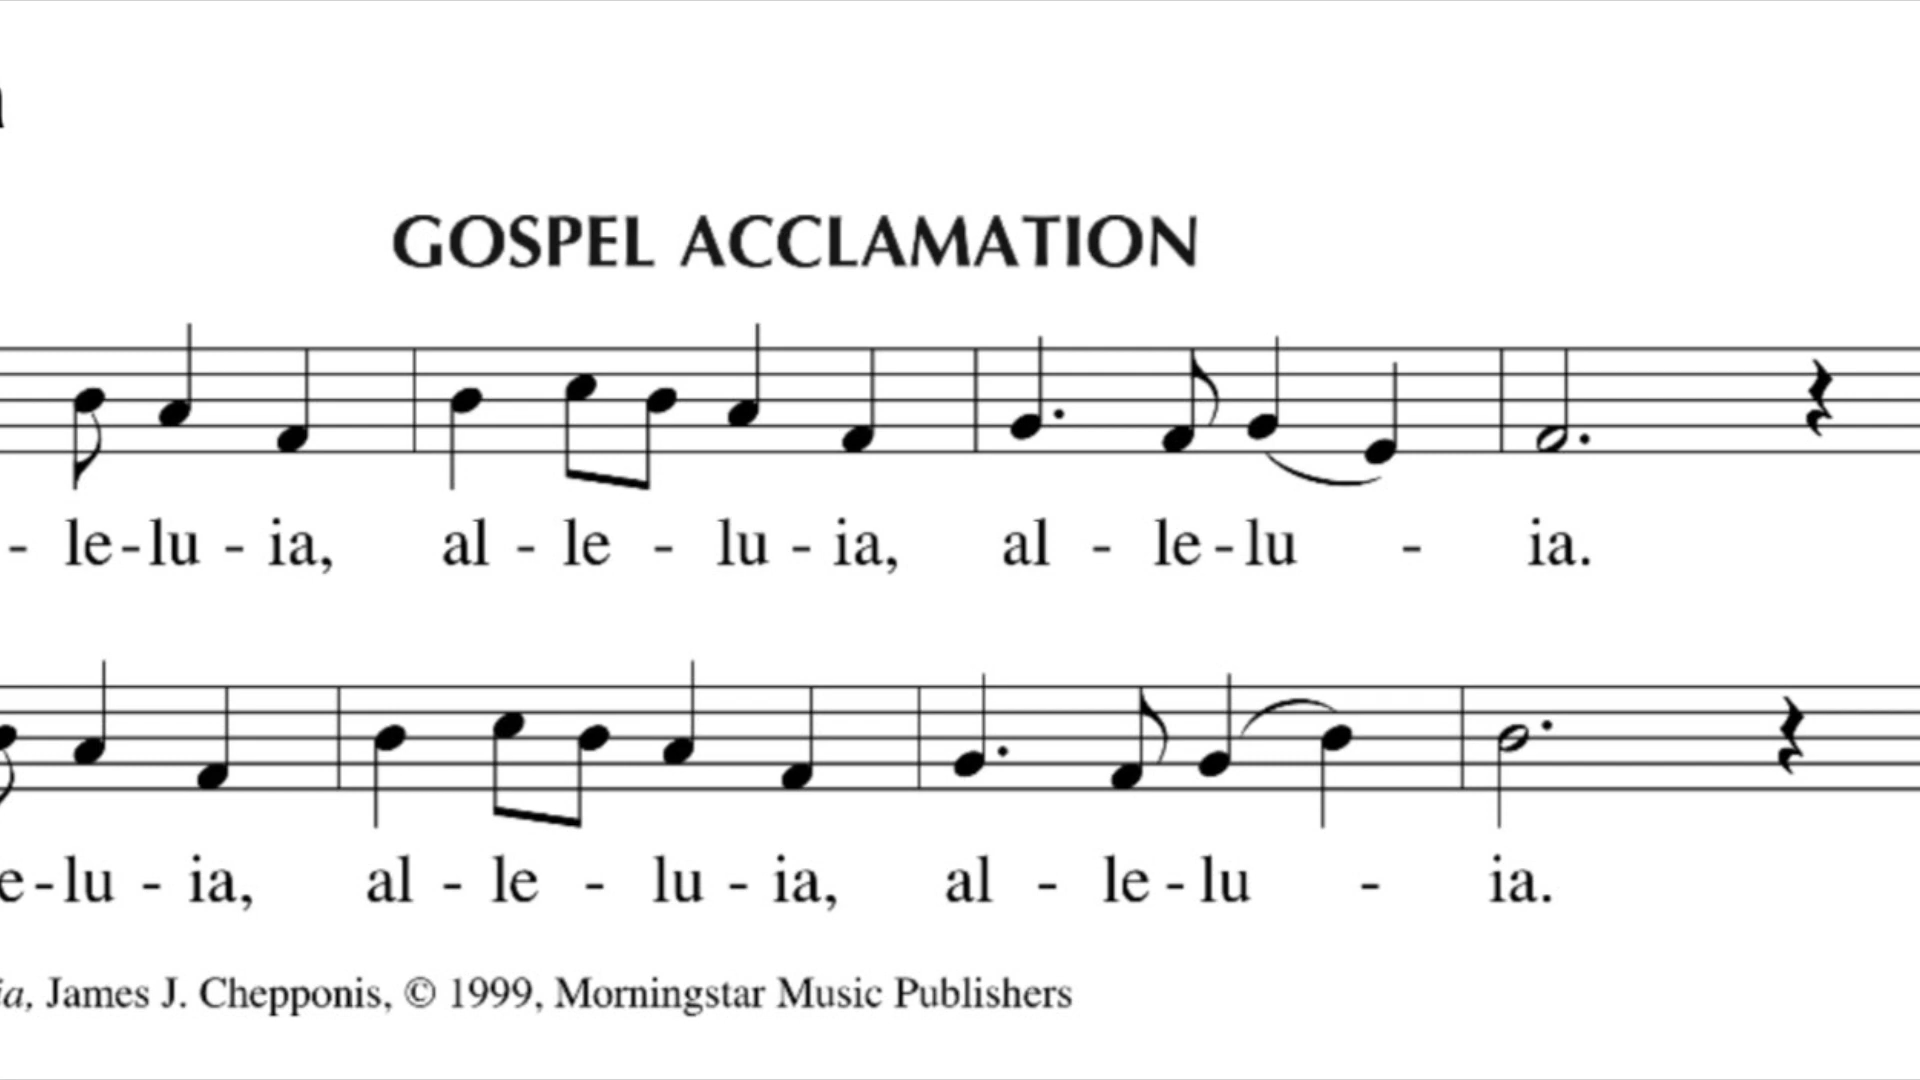 GOSPEL ACCLAMATION
- le - lu - ia, al - le - lu - ia, al - le - lu - ia.
e - lu - ia, al - le - lu - ia, al - le - lu - ia.
ia, James J. Chepponis, © 1999, Morningstar Music Publishers